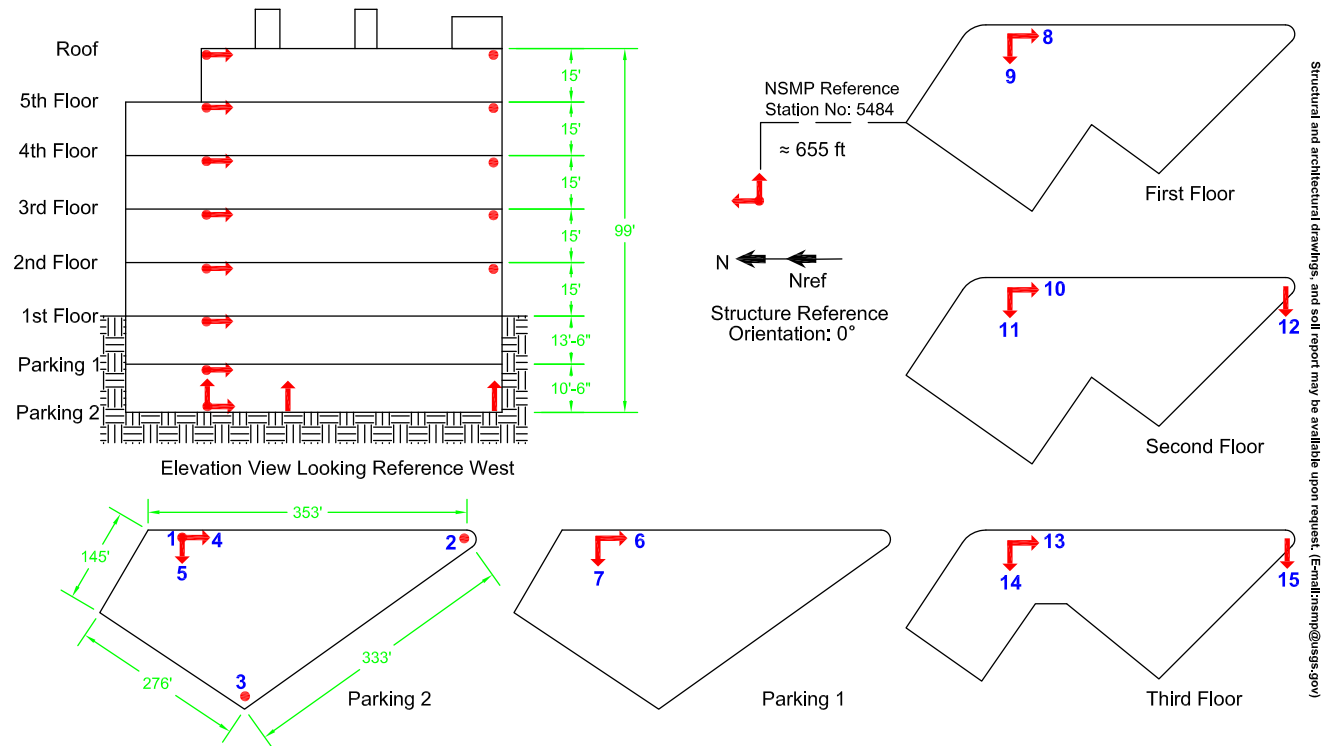 Roof
5th Floor
4th Floor
3rd Floor
2nd Floor
1st Floor
Parking 1
Parking 2
15'
15'
15'
15'
15'
13'-6"
10'-6"
99'
Elevation View Looking Reference West
NSMP Reference
Station No: 5484
≈ 655 ft
N
Nref
Structure Reference
Orientation: 0°
8
9
First Floor
10
11
12
Second Floor
353'
145'
276'
333'
1
4
5
2
3
Parking 2
6
7
Parking 1
13
14
15
Third Floor
Structural and architectural drawings, and soil report may be available upon request. (E-mail:nsmp@usgs.gov)